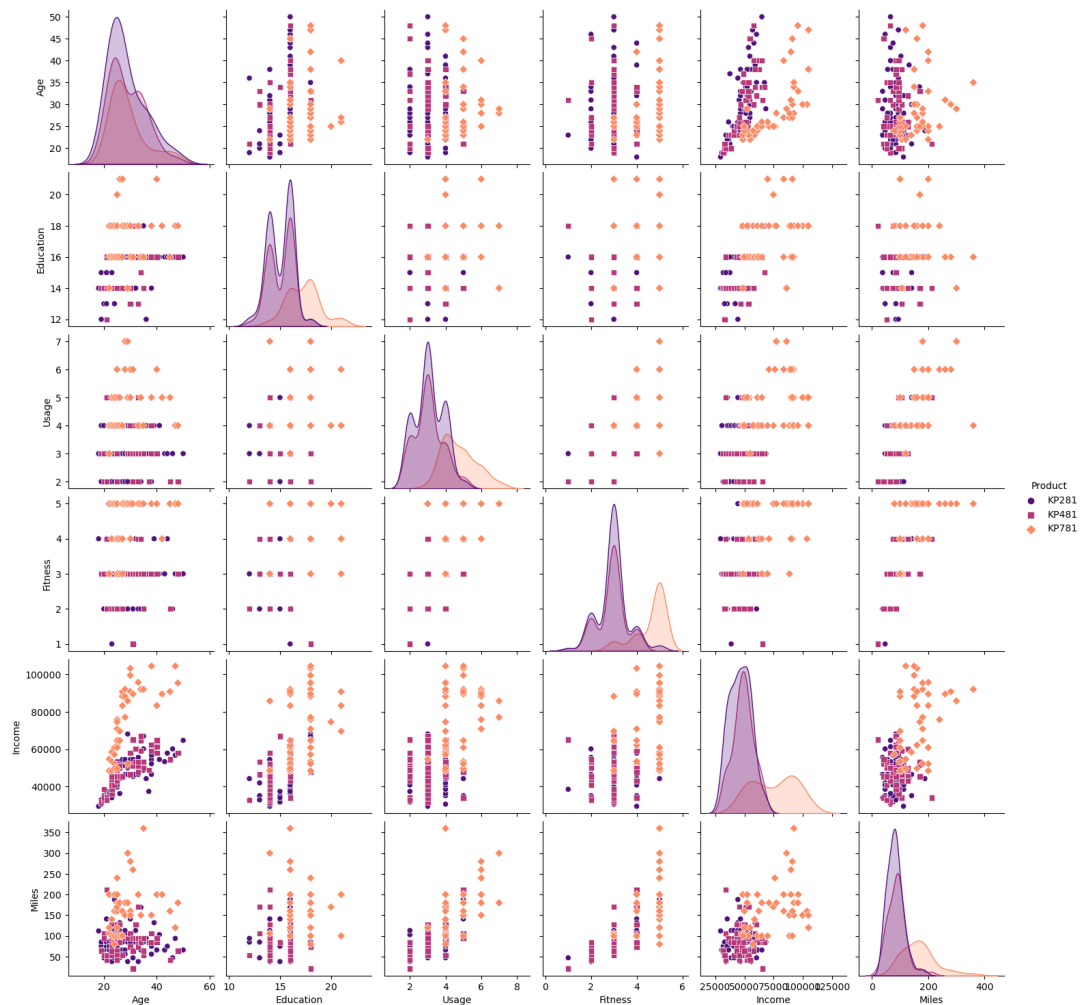 50
45
40
35
30
25
20
Age
20
18
16
14
12
Education
7
6
5
4
3
2
Usage
5
4
3
2
1
Fitness
Product
KP281
KP481
KP781
100000
80000
60000
40000
Income
350
300
250
200
150
100
50
Miles
20 40 60
Age
10 15 20
Education
2 4 6 8
Usage
0 2 4 6
Fitness
25000 50000 75000 100000 125000
Income
0 200 400
Miles